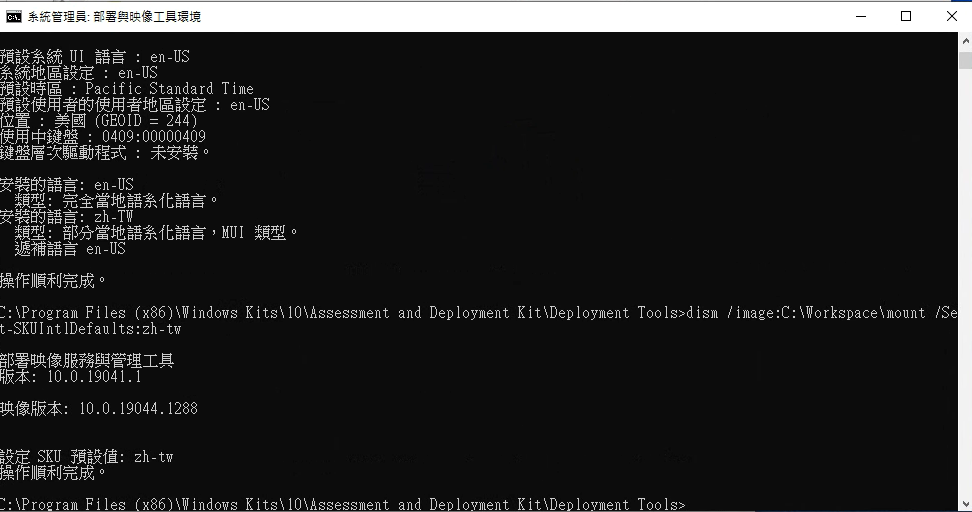 系統管理員: 部署與映像工具環境
預設系統 UI 語言 : en-US
系統地區設定 : en-US
預設時區 : Pacific Standard Time
預設使用者的使用者地區設定 : en-US
位置 : 美國 (GEOID = 244)
使用中鍵盤 : 0409:00000409
鍵盤層次驅動程式 : 未安裝。
安裝的語言: en-US
類型: 完全當地語系化語言。
安裝的語言: zh-TW
類型: 部分當地語系化語言，MUI 類型。
遞補語言 en-US
操作順利完成。
C:\Program Files (x86)\Windows Kits\10\Assessment and Deployment Kit\Deployment Tools>dism /image:C:\Workspace\mount /Se
t-SKUIntlDefaults:zh-tw
部署映像服務與管理工具
版本: 10.0.19041.1
映像版本: 10.0.19044.1288
設定 SKU 預設值: zh-tw
操作順利完成。
C:\Program Files (x86)\Windows Kits\10\Assessment and Deployment Kit\Deployment Tools>